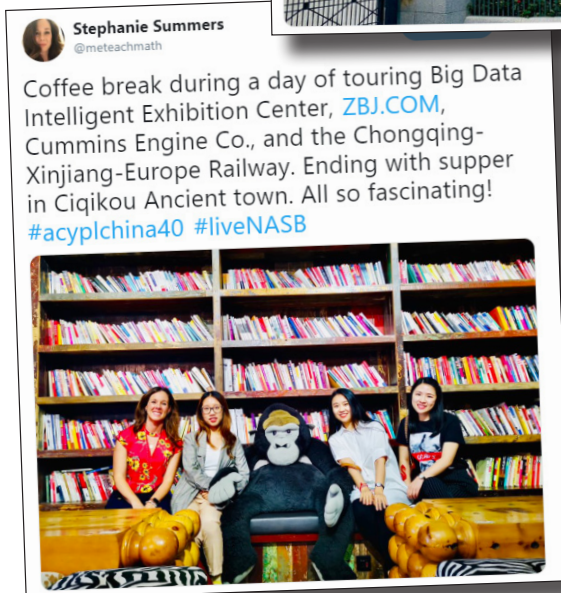 Stephanie Summers
@meteachmath
Coffee break during a day of touring Big Data
Intelligent Exhibition Center, ZBJ.COM,
Cummins Engine Co., and the Chongqing-
Xinjiang-Europe Railway. Ending with supper
in Ciqikou Ancient town. All so fascinating!
#acyplchina40 #liveNASB